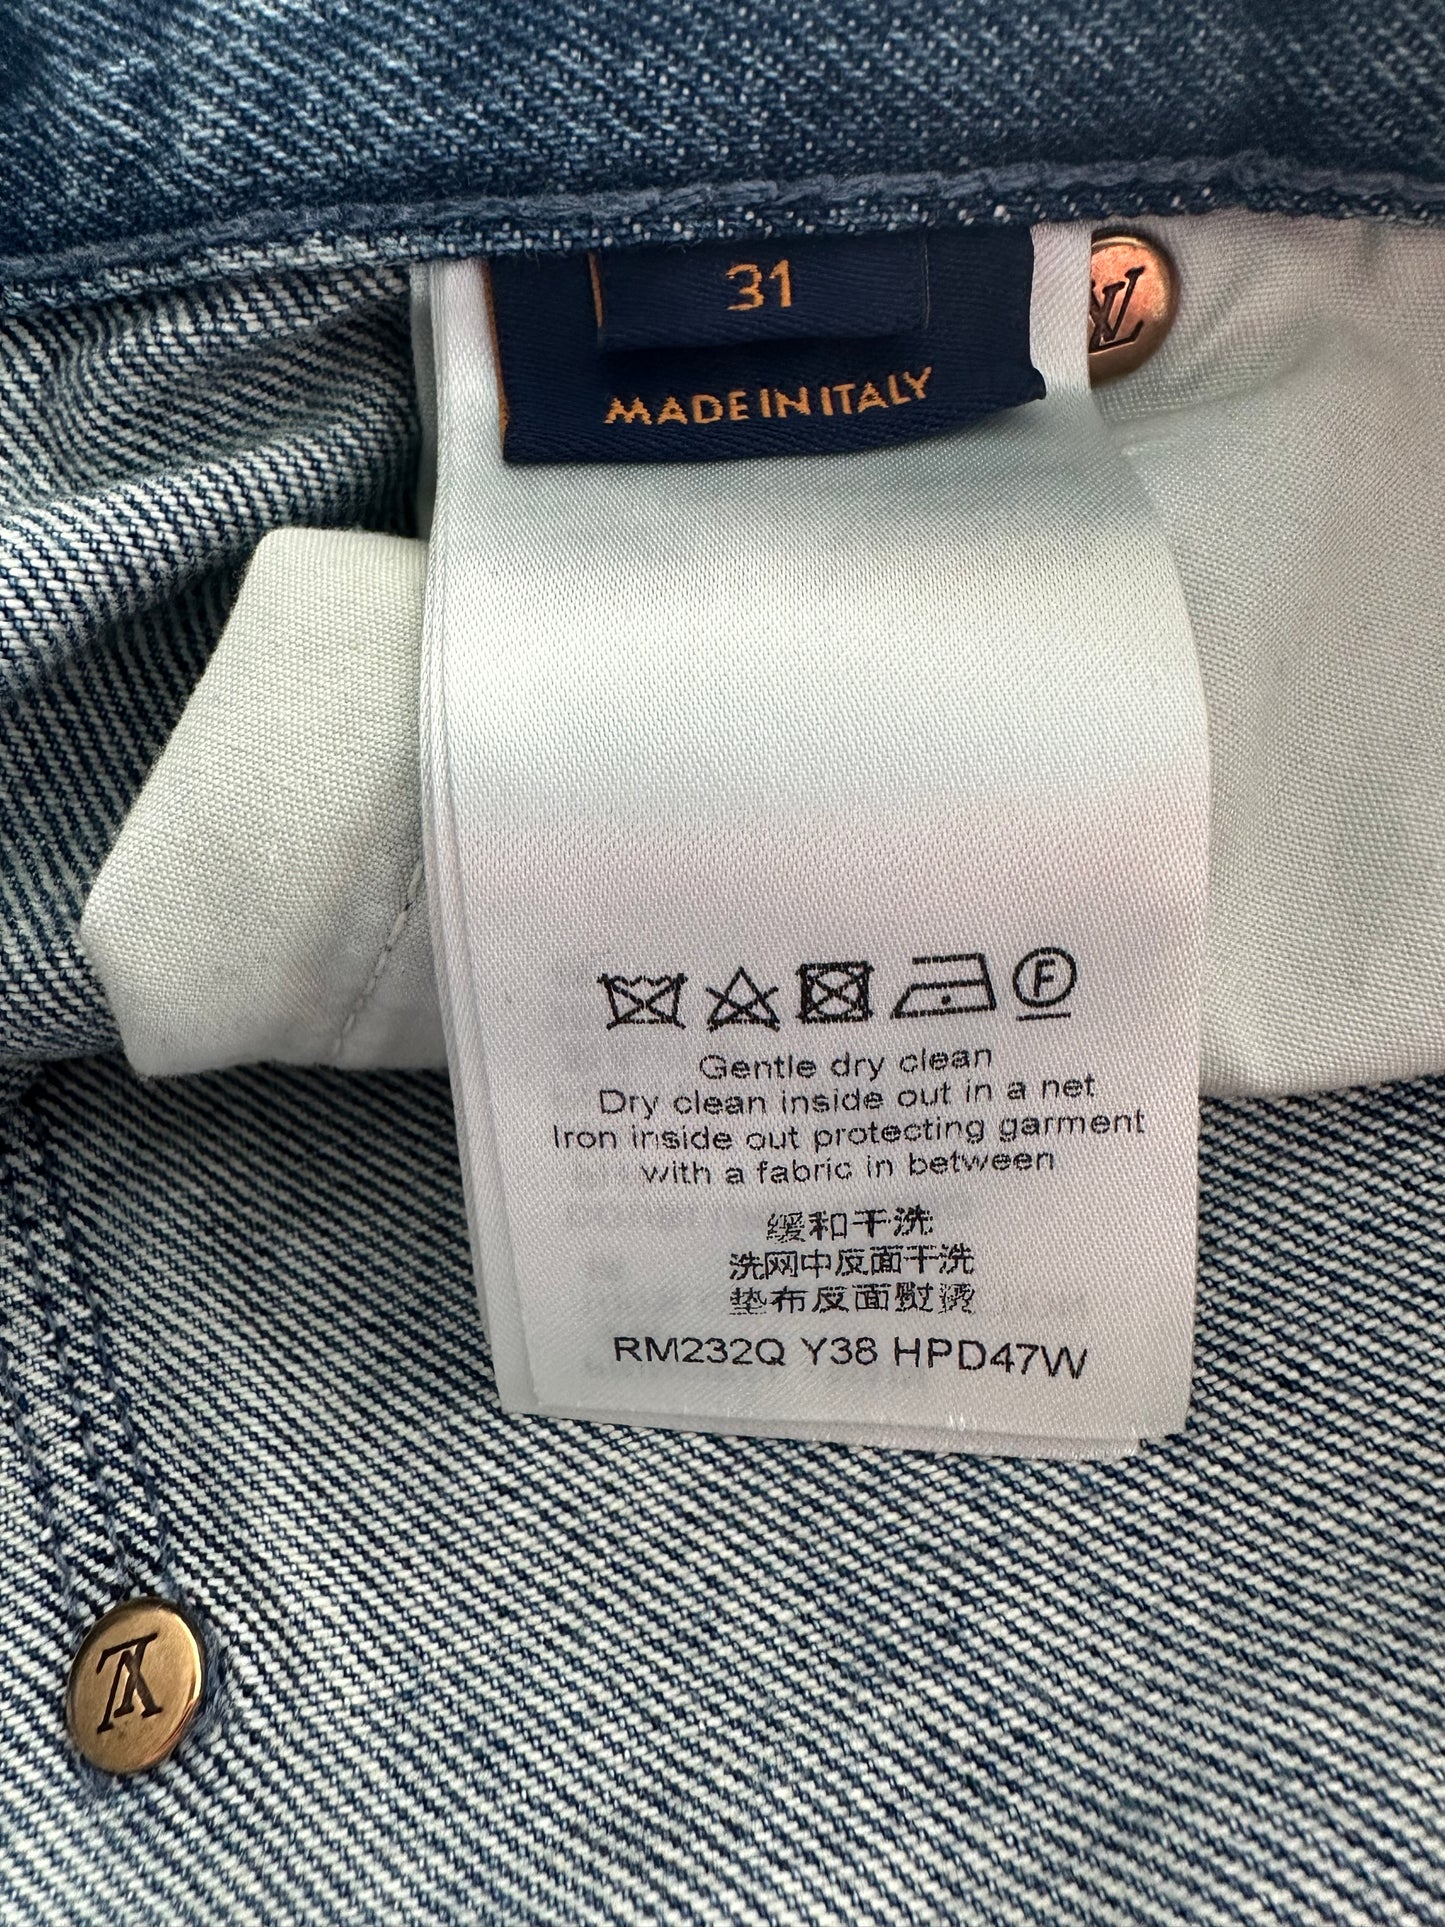 31
LV
MADE IN ITALY
F
Gentle dry clean
Dry clean inside out in a net
Iron inside out protecting garment
with a fabric in between
缓和干洗
洗网中反面干洗
垫布反面熨烫
RM232Q Y38 HPD47W
LV